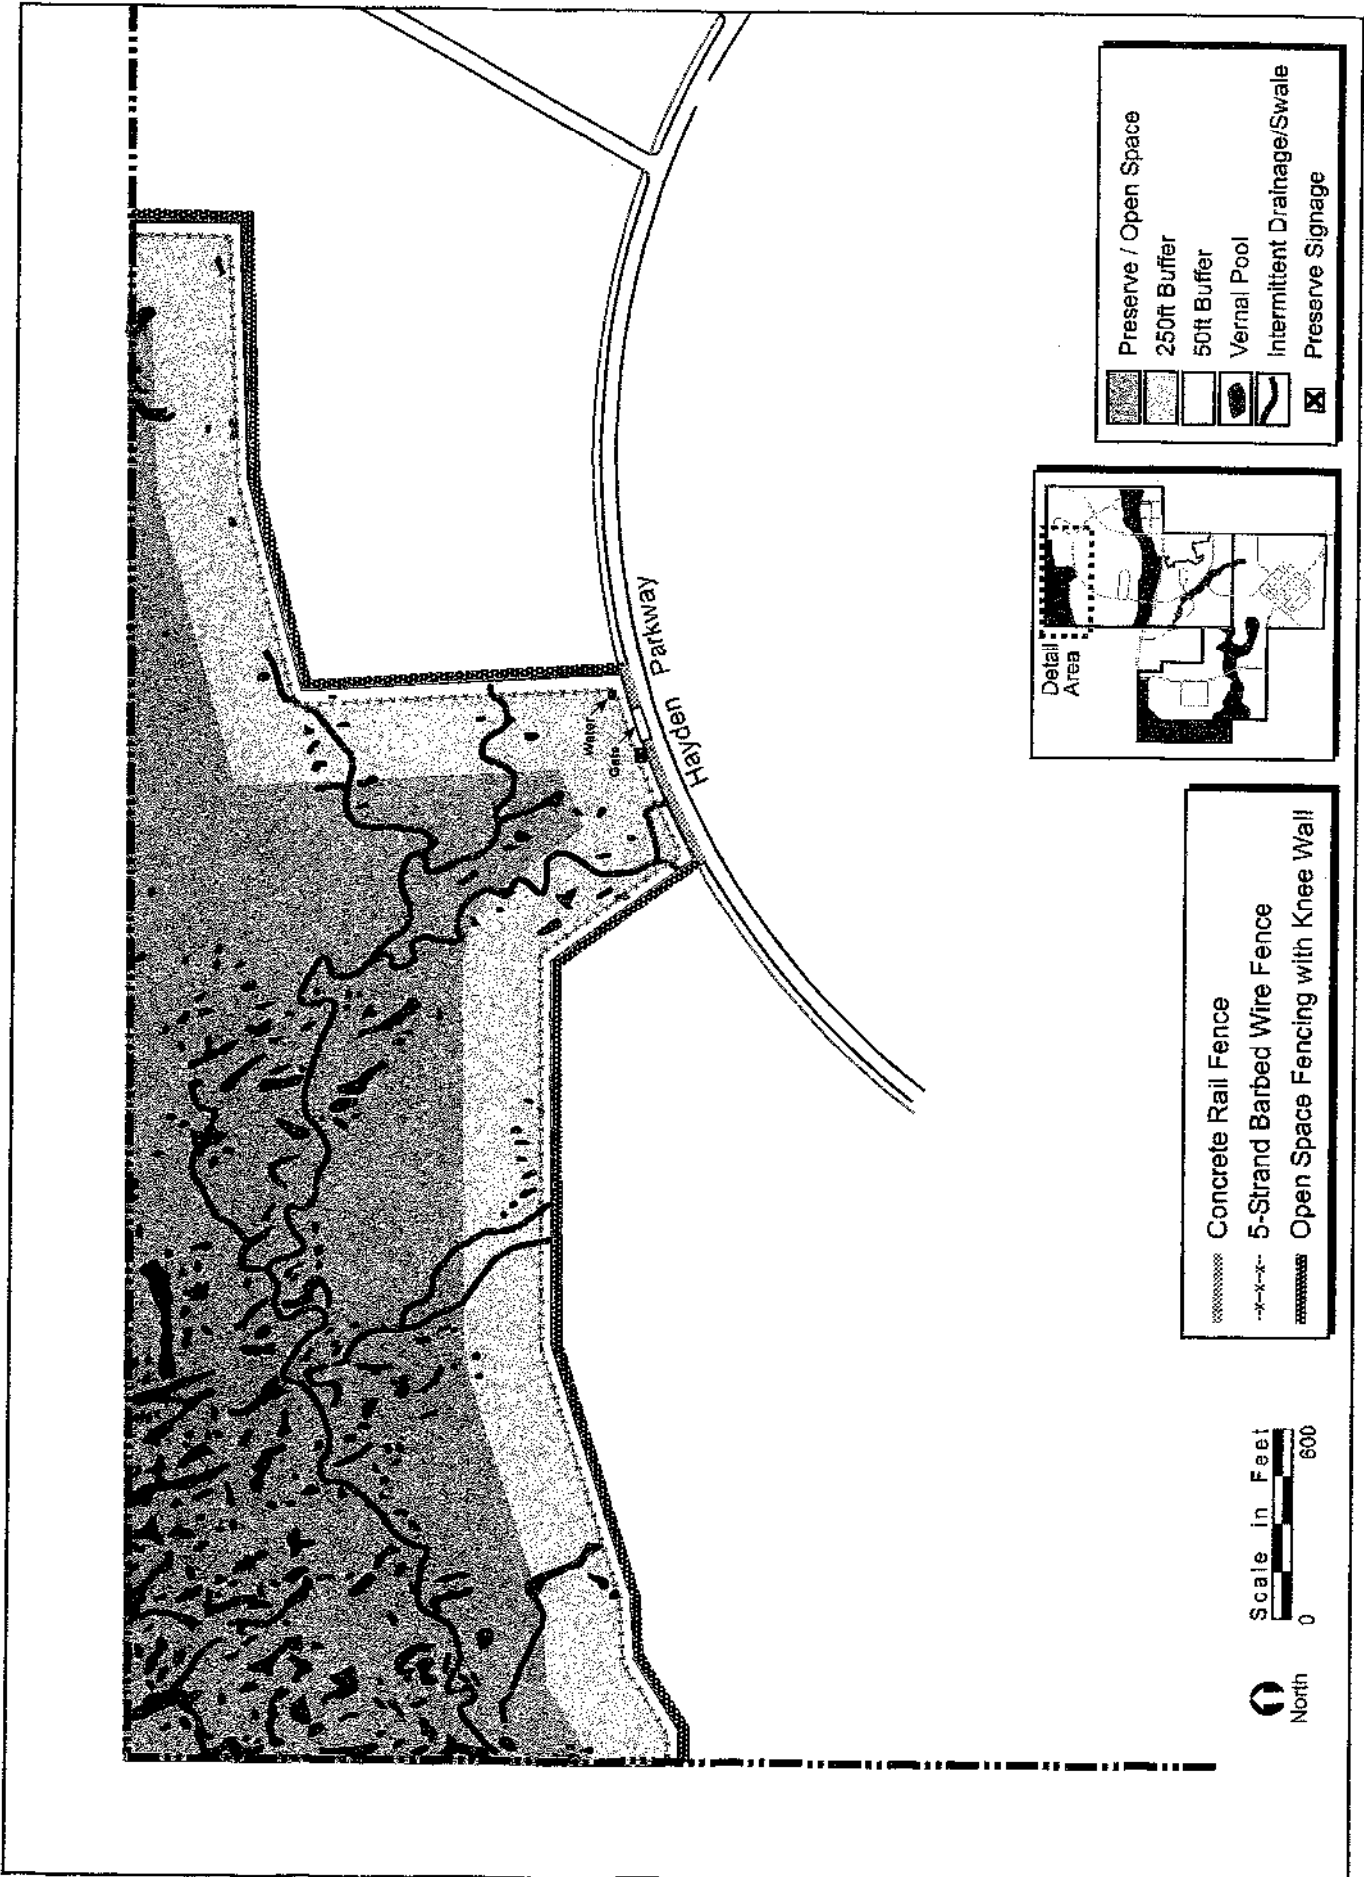 Water
Gate
Hayden Parkway
North
Scale in Feet
0 600
Concrete Rail Fence
-x-x-x- 5-Strand Barbed Wire Fence
Open Space Fencing with Knee Wall
Detail
Area
Preserve / Open Space
250ft Buffer
50ft Buffer
Vernal Pool
Intermittent Drainage/Swale
Preserve Signage